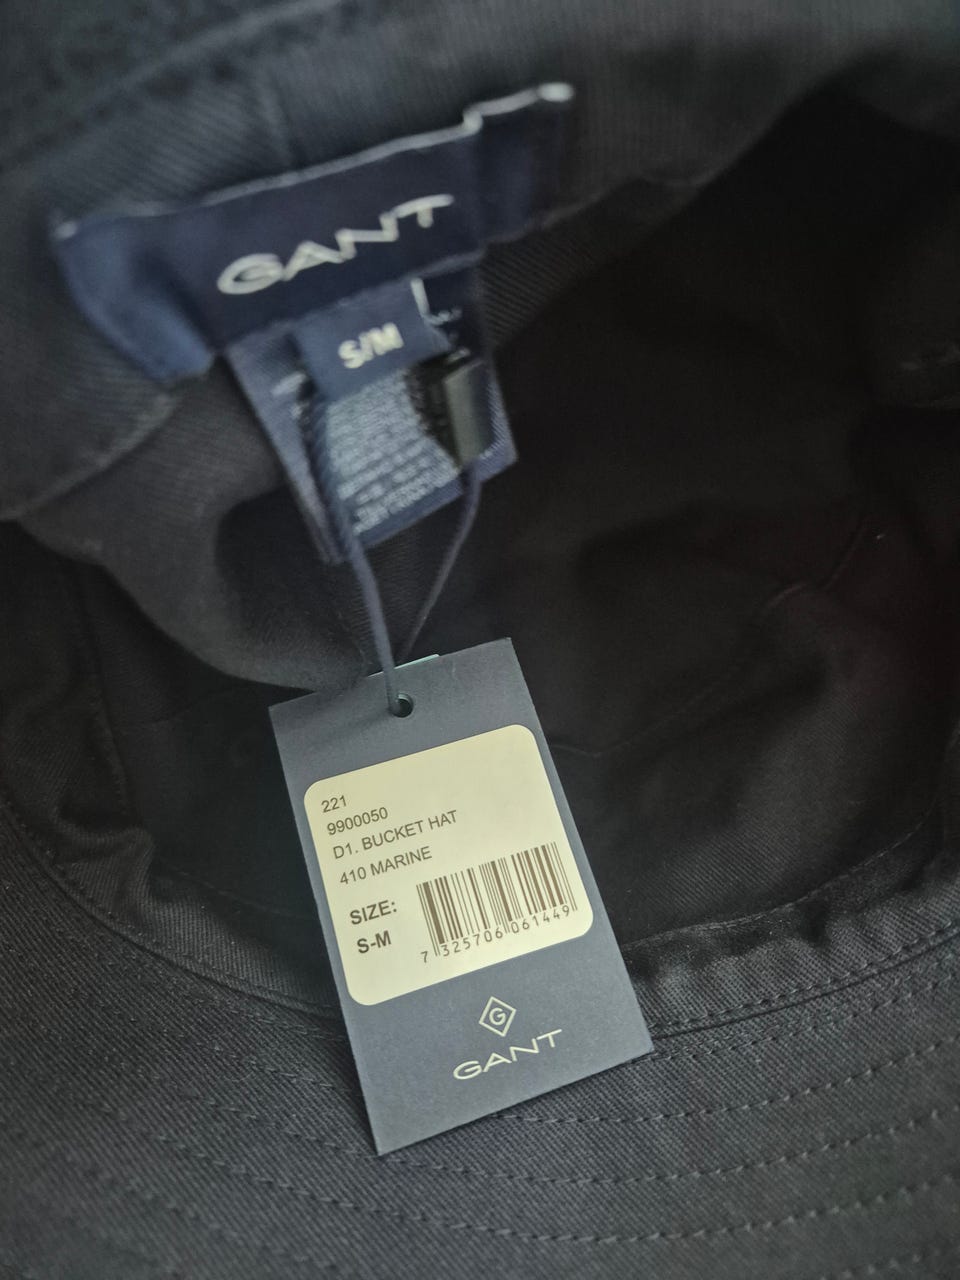 GANT
S/M
221
9900050
D1. BUCKET HAT
410 MARINE
SIZE:
S-M
7 325706 061449
G
GANT